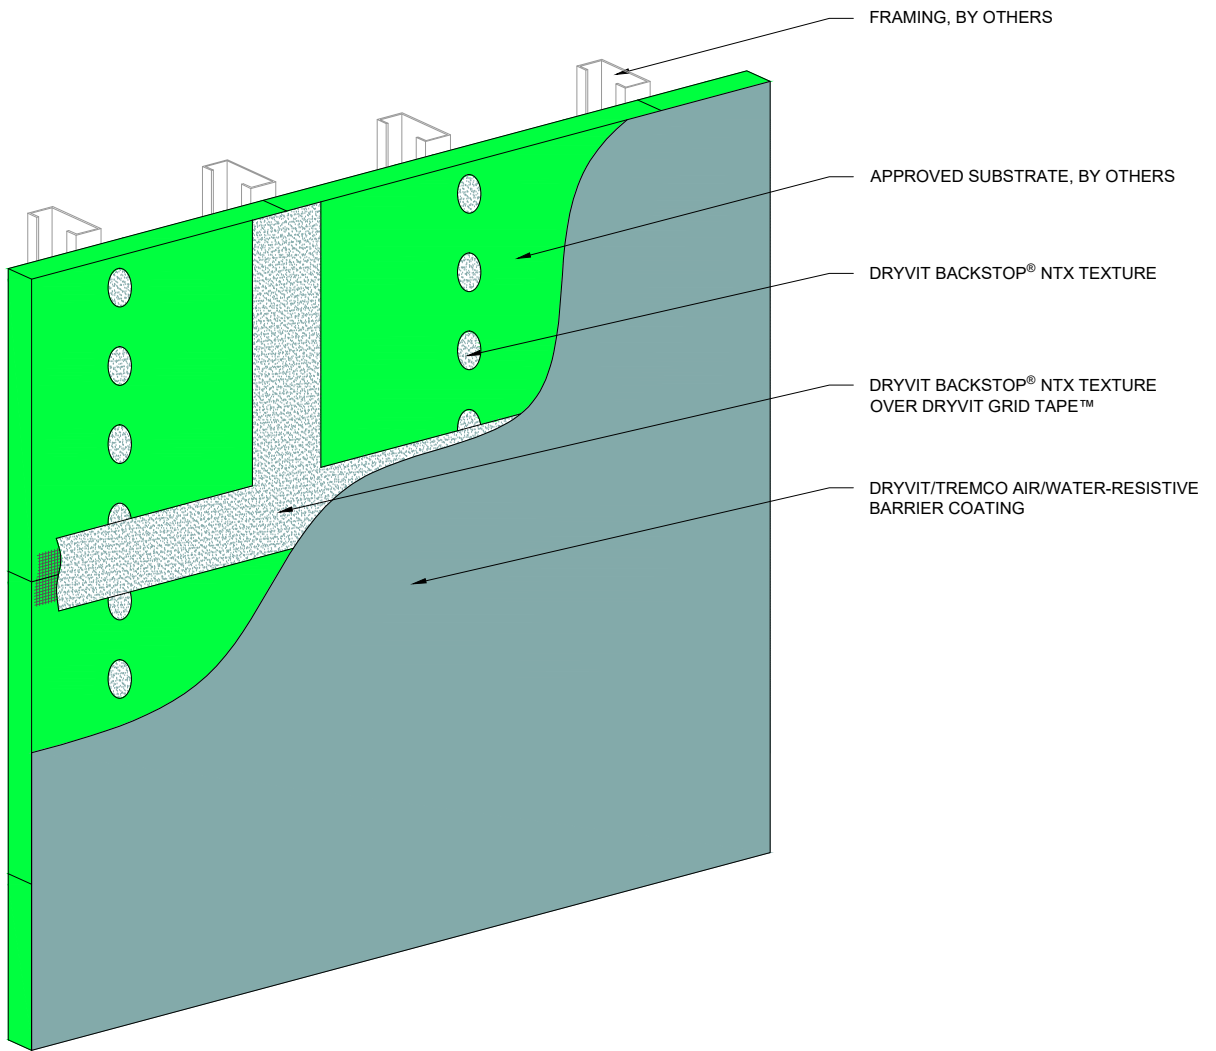 FRAMING, BY OTHERS
APPROVED SUBSTRATE, BY OTHERS
DRYVIT BACKSTOP® NTX TEXTURE
DRYVIT BACKSTOP® NTX TEXTURE
OVER DRYVIT GRID TAPE™
DRYVIT/TREMCO AIR/WATER-RESISTIVE
BARRIER COATING